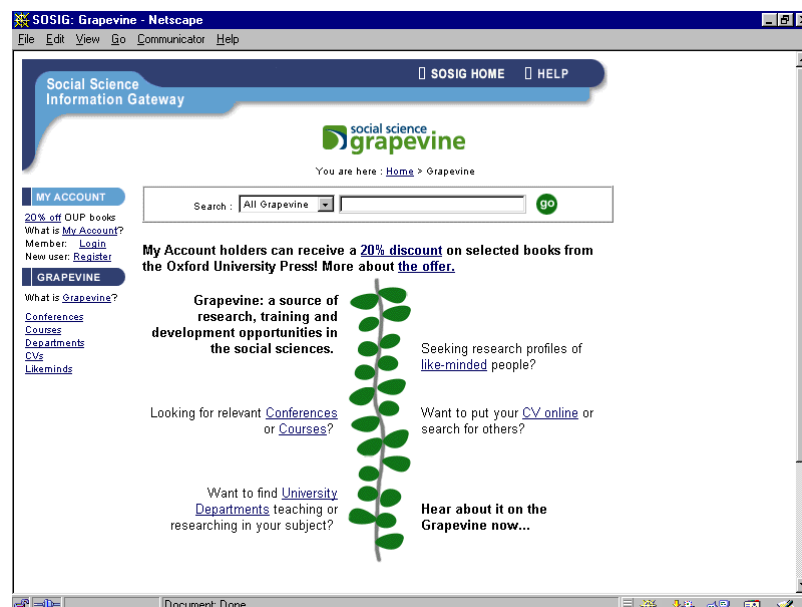 SOSIG: Grapevine - Netscape
File Edit View Go Communicator Help
SOSIG HOME HELP
Social Science
Information Gateway
social science
grapevine
You are here : Home > Grapevine
MY ACCOUNT
20% off OUP books
What is My Account?
Member: Login
New user: Register
GRAPEVINE
What is Grapevine?
Conferences
Courses
Departments
CVs
Likeminds
Search : All Grapevine go
My Account holders can receive a 20% discount on selected books from
the Oxford University Press! More about the offer.
Grapevine: a source of
research, training and
development opportunities in
the social sciences.
Seeking research profiles of
like-minded people?
Looking for relevant Conferences
or Courses?
Want to put your CV online or
search for others?
Want to find University
Departments teaching or
researching in your subject?
Hear about it on the
Grapevine now...
Document: Done